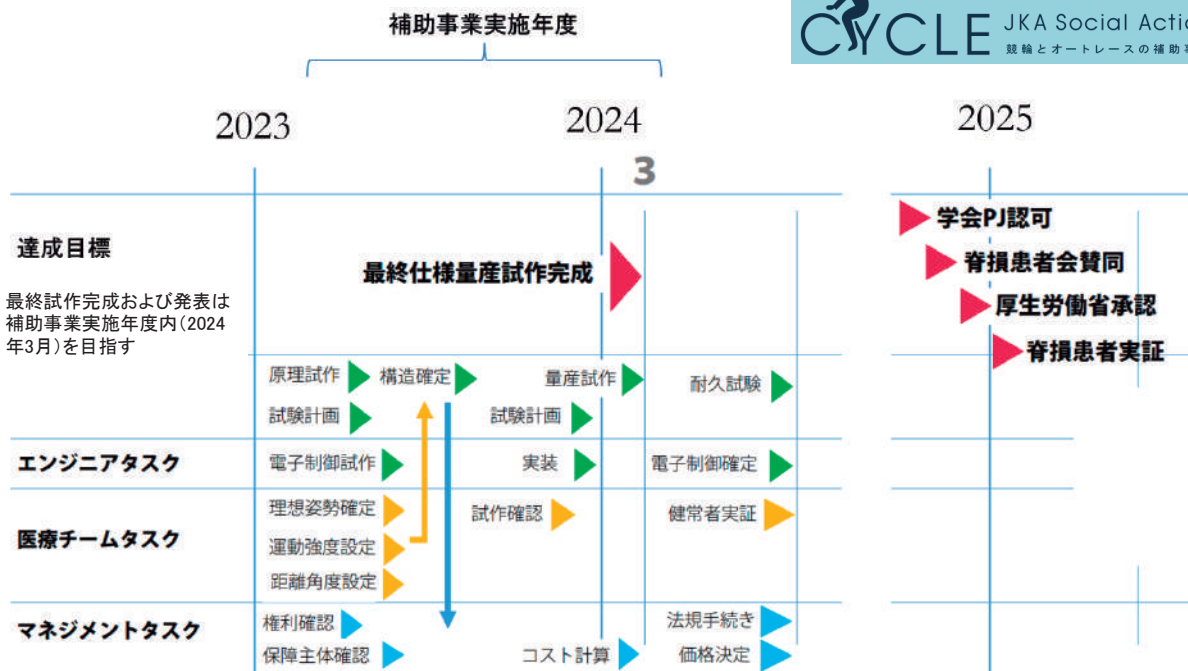 補助事業実施年度
CYCLE JKA Social Actio
競輪とオートレースの補助事
2023
2024
2025
3
達成目標
最終試作完成および発表は
補助事業実施年度内(2024
年3月)を目指す
最終仕様量産試作完成
学会PJ認可
脊損患者会賛同
厚生労働省承認
脊損患者実証
原理試作 構造確定 量産試作 耐久試験
試験計画 試験計画
エンジニアタスク 電子制御試作 実装 電子制御確定
医療チームタスク
理想姿勢確定 試作確認 健常者実証
運動強度設定
距離角度設定
マネジメントタスク
権利確認 法規手続き
保障主体確認 コスト計算 価格決定